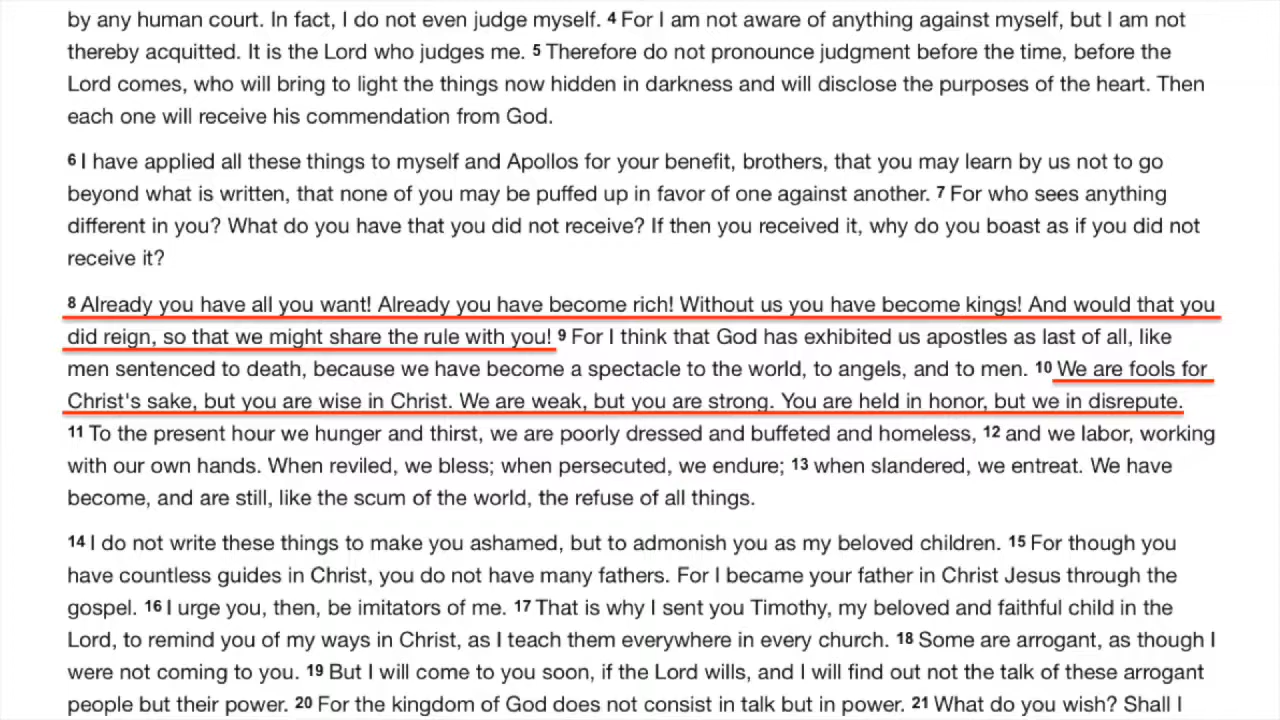 by any human court. In fact, I do not even judge myself. 4 For I am not aware of anything against myself, but I am not
thereby acquitted. It is the Lord who judges me. 5 Therefore do not pronounce judgment before the time, before the
Lord comes, who will bring to light the things now hidden in darkness and will disclose the purposes of the heart. Then
each one will receive his commendation from God.
6 I have applied all these things to myself and Apollos for your benefit, brothers, that you may learn by us not to go
beyond what is written, that none of you may be puffed up in favor of one against another. 7 For who sees anything
different in you? What do you have that you did not receive? If then you received it, why do you boast as if you did not
receive it?
8 Already you have all you want! Already you have become rich! Without us you have become kings! And would that you
did reign, so that we might share the rule with you! 9 For I think that God has exhibited us apostles as last of all, like
men sentenced to death, because we have become a spectacle to the world, to angels, and to men. 10 We are fools for
Christ's sake, but you are wise in Christ. We are weak, but you are strong. You are held in honor, but we in disrepute.
11 To the present hour we hunger and thirst, we are poorly dressed and buffeted and homeless, 12 and we labor, working
with our own hands. When reviled, we bless; when persecuted, we endure; 13 when slandered, we entreat. We have
become, and are still, like the scum of the world, the refuse of all things.
14 I do not write these things to make you ashamed, but to admonish you as my beloved children. 15 For though you
have countless guides in Christ, you do not have many fathers. For I became your father in Christ Jesus through the
gospel. 16 I urge you, then, be imitators of me. 17 That is why I sent you Timothy, my beloved and faithful child in the
Lord, to remind you of my ways in Christ, as I teach them everywhere in every church. 18 Some are arrogant, as though I
were not coming to you. 19 But I will come to you soon, if the Lord wills, and I will find out not the talk of these arrogant
people but their power. 20 For the kingdom of God does not consist in talk but in power. 21 What do you wish? Shall I